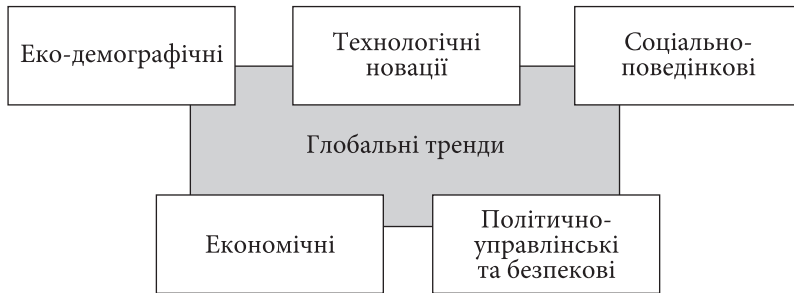 Еко-демографічні
Технологічні
новації
Соціально-
поведінкові
Глобальні тренди
Економічні
Політично-
управлінські
та безпекові